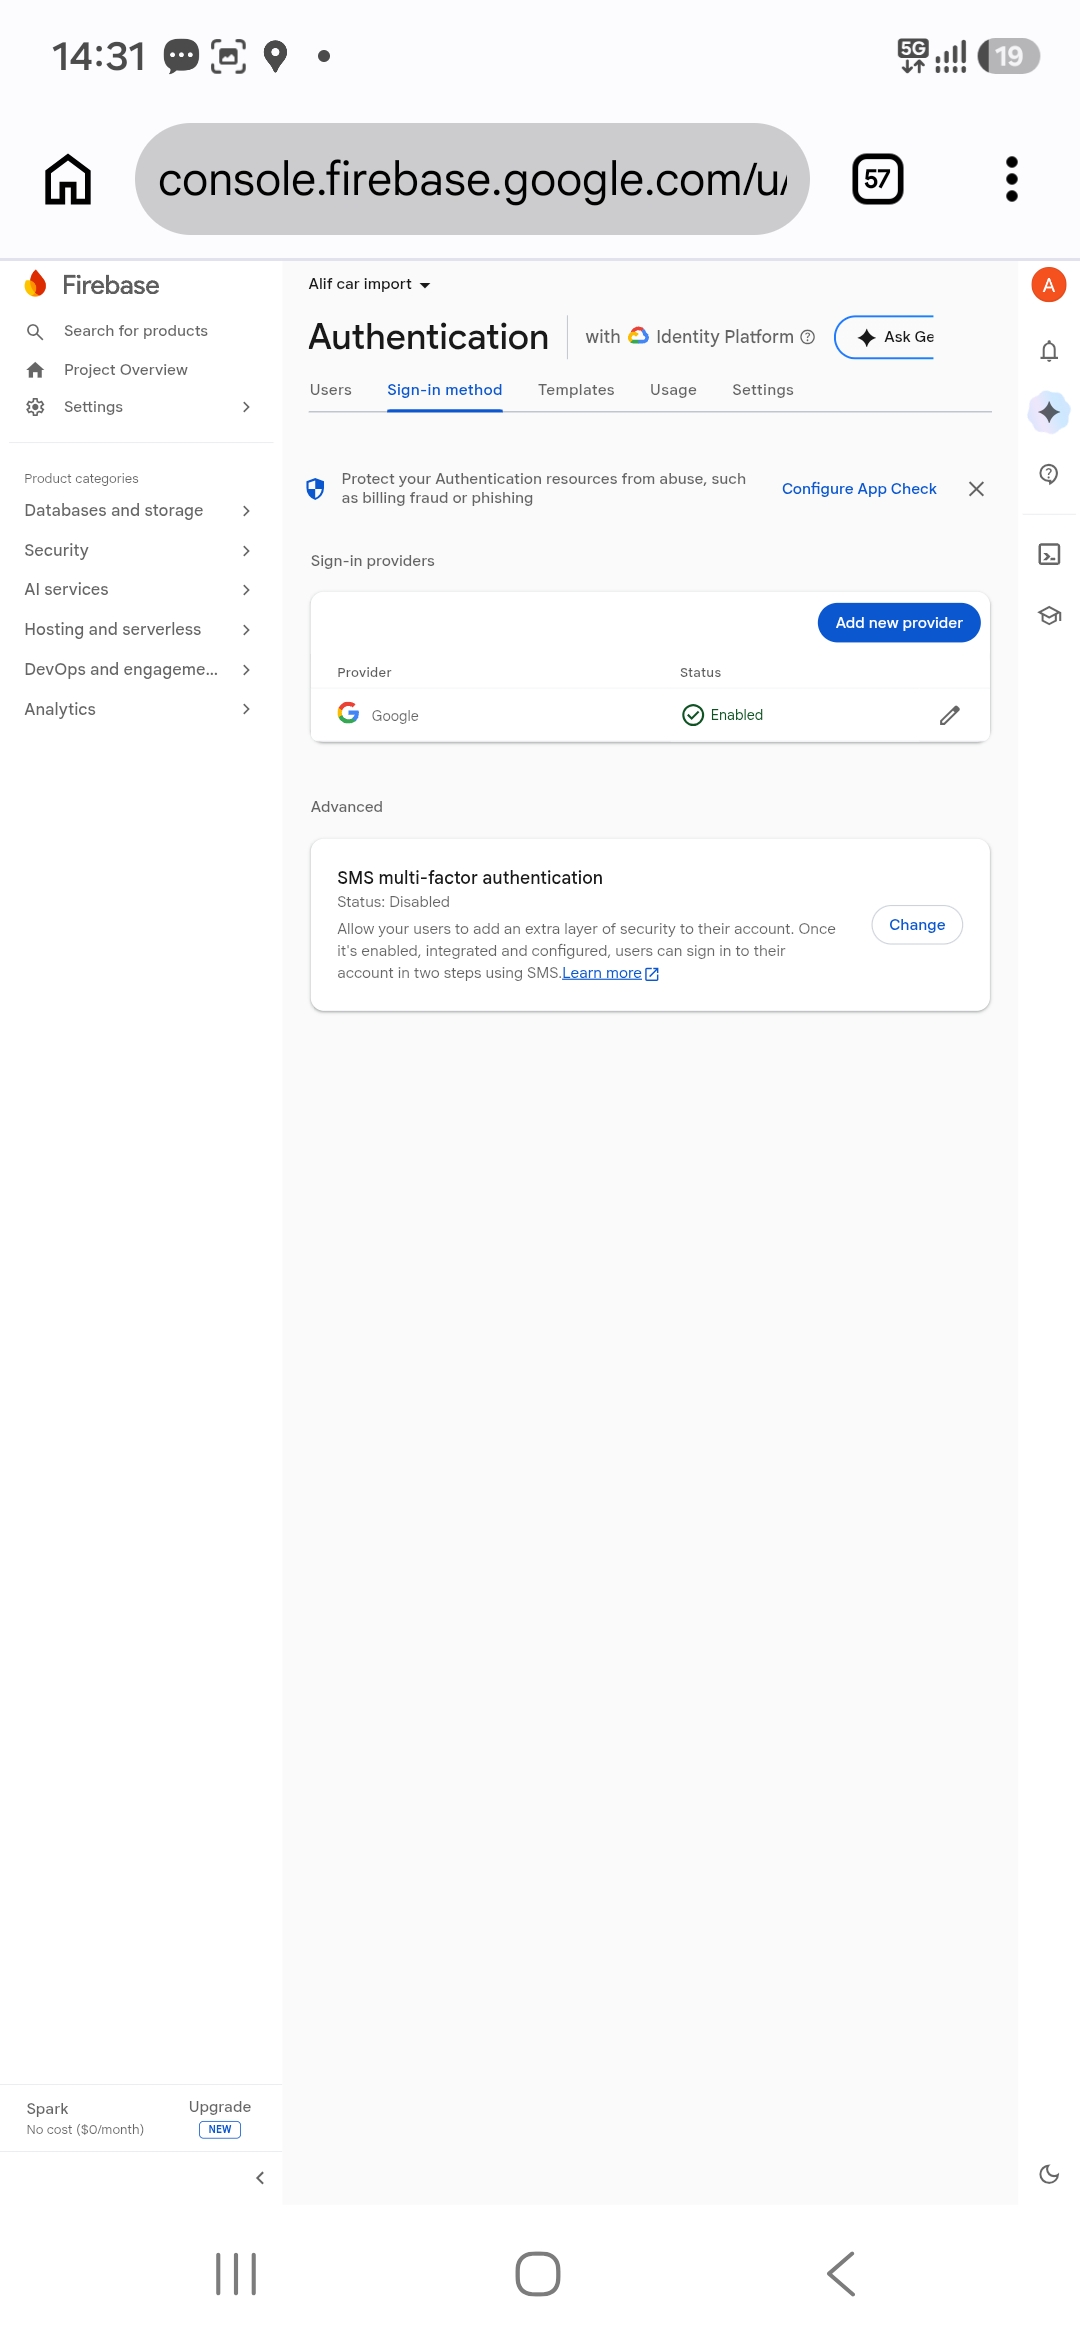 14:31
5G
19
console.firebase.google.com/u/
57
Firebase
Search for products
Project Overview
Settings
Product categories
Databases and storage
Security
AI services
Hosting and serverless
DevOps and engageme...
Analytics
Alif car import
Authentication
with Identity Platform
Ask Ge
Users
Sign-in method
Templates
Usage
Settings
Protect your Authentication resources from abuse, such
as billing fraud or phishing
Configure App Check
Sign-in providers
Add new provider
Provider
Status
Google
Enabled
Advanced
SMS multi-factor authentication
Status: Disabled
Allow your users to add an extra layer of security to their account. Once
it's enabled, integrated and configured, users can sign in to their
account in two steps using SMS.Learn more
Change
A
Spark
No cost ($0/month)
Upgrade
NEW